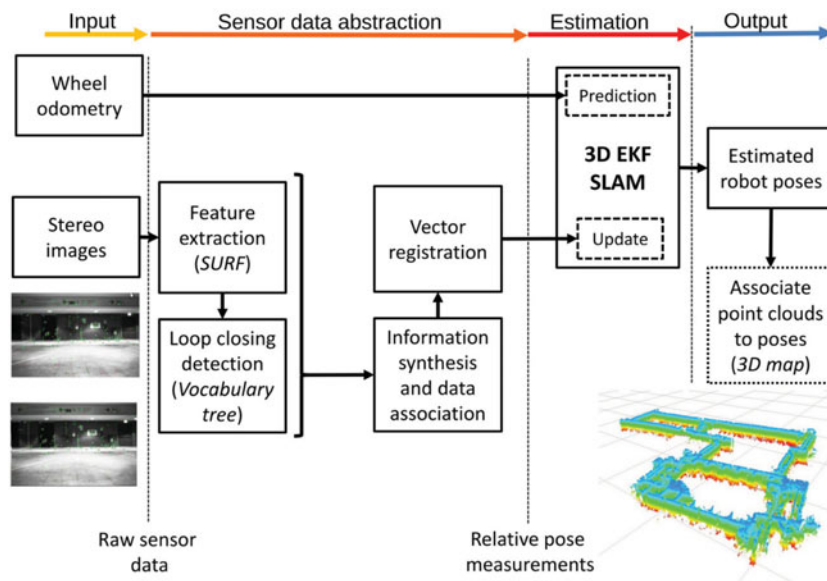 Input
Sensor data abstraction
Estimation
Output
Wheel
odometry
Prediction
3D EKF
SLAM
Update
Estimated
robot poses
Stereo
images
Feature
extraction
(SURF)
Vector
registration
Loop closing
detection
(Vocabulary
tree)
Information
synthesis
and data
association
Associate
point clouds
to poses
(3D map)
Raw sensor
data
Relative pose
measurements